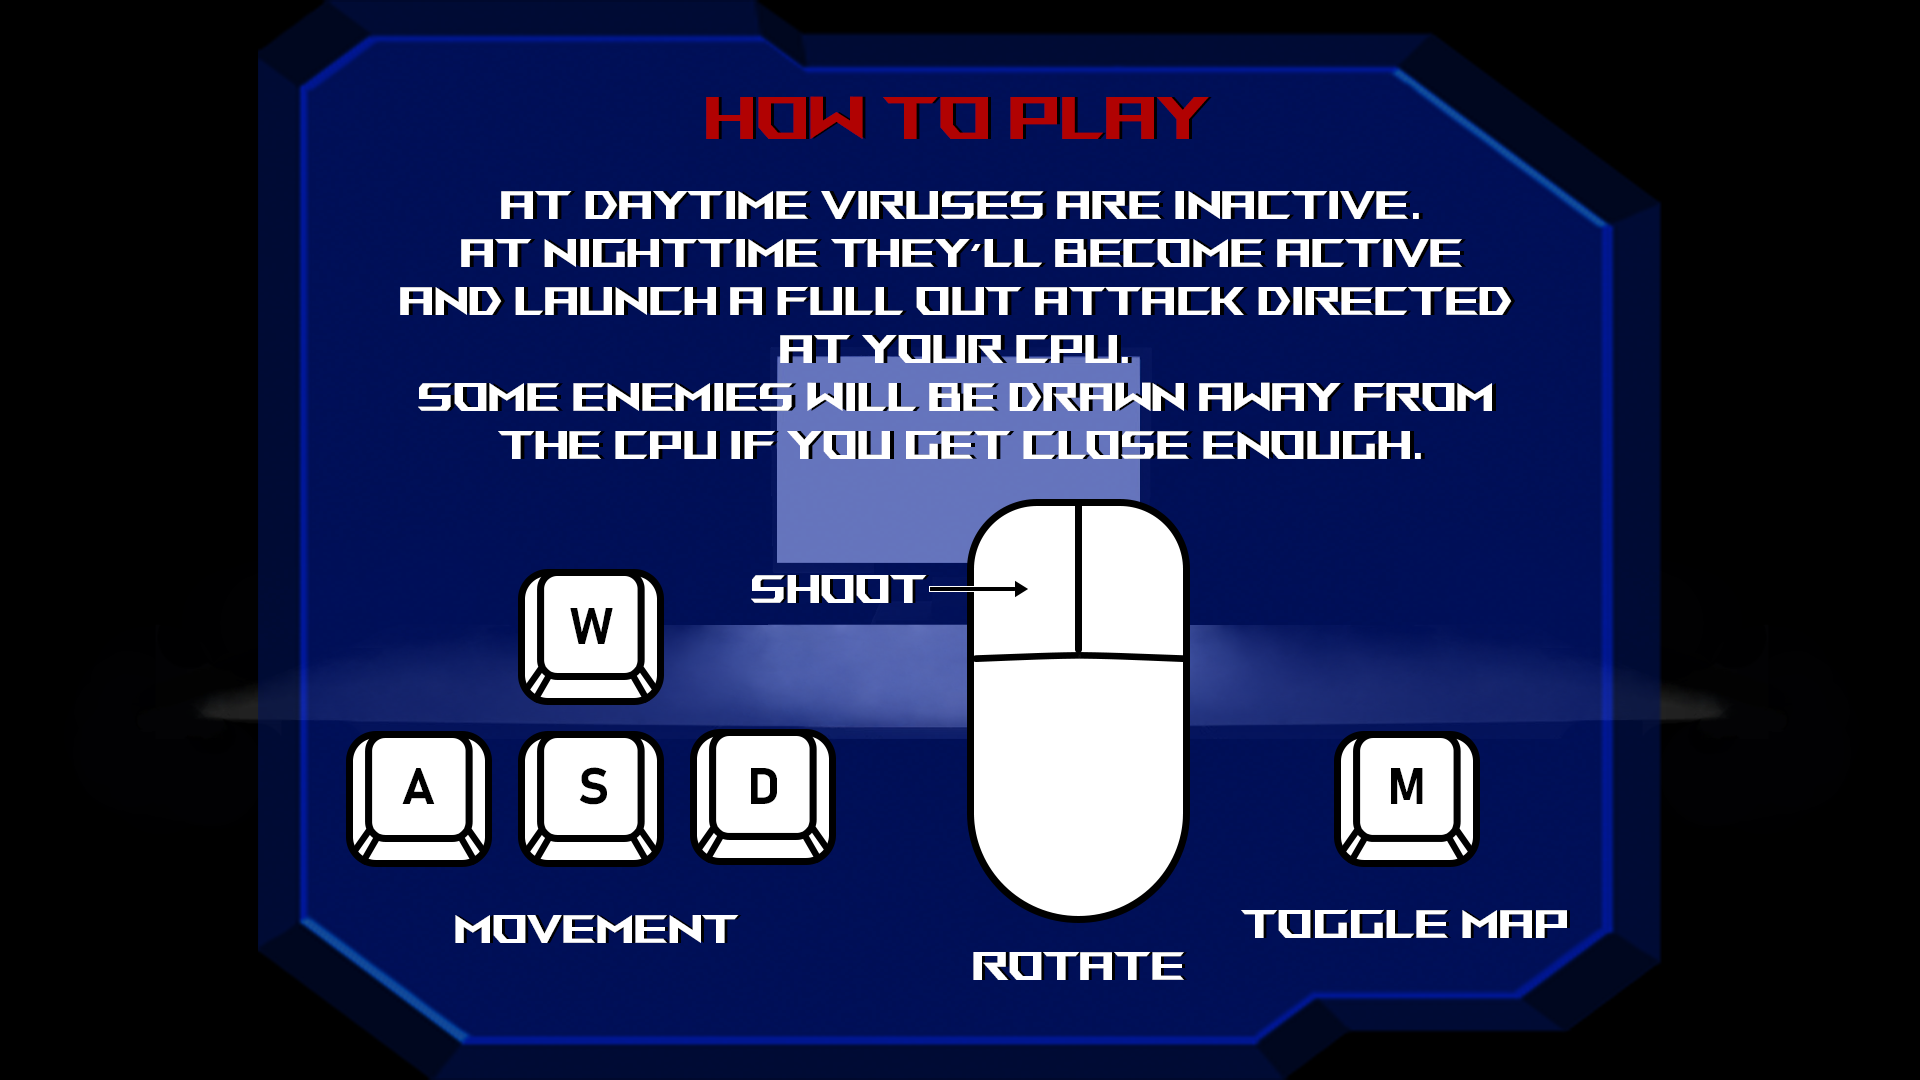 HOW TO PLAY
AT DAYTIME VIRUSES ARE INACTIVE.
AT NIGHTTIME THEY'LL BECOME ACTIVE
AND LAUNCH A FULL OUT ATTACK DIRECTED
AT YOUR CPU.
SOME ENEMIES WILL BE DRAWN AWAY FROM
THE CPU IF YOU GET CLOSE ENOUGH.
SHOOT
W
A S D
M
MOVEMENT
TOGGLE MAP
ROTATE